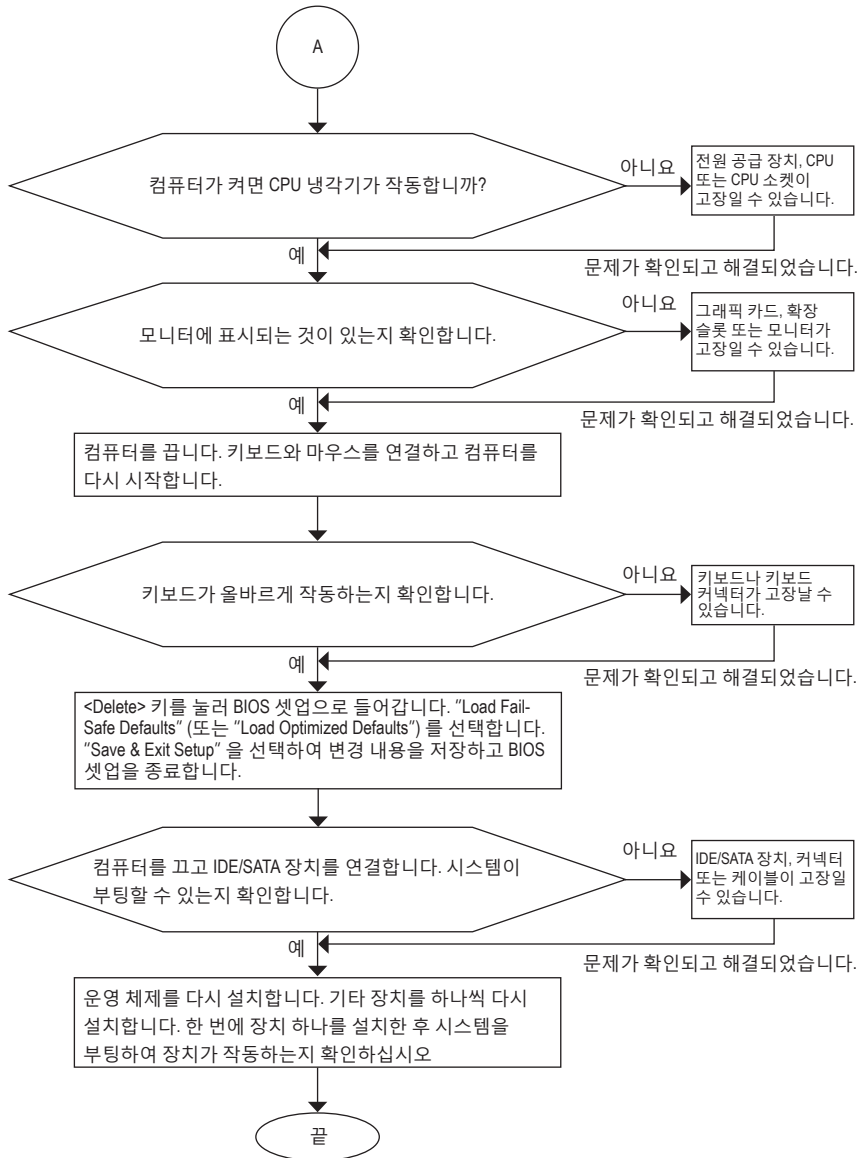 A
컴퓨터가 켜면 CPU 냉각기가 작동합니까?
아니요
전원 공급 장치, CPU
또는 CPU 소켓이
고장일 수 있습니다.
예
문제가 확인되고 해결되었습니다.
모니터에 표시되는 것이 있는지 확인합니다.
아니요
그래픽 카드, 확장
슬롯 또는 모니터가
고장일 수 있습니다.
예
문제가 확인되고 해결되었습니다.
컴퓨터를 끕니다. 키보드와 마우스를 연결하고 컴퓨터를
다시 시작합니다.
키보드가 올바르게 작동하는지 확인합니다.
아니요
키보드나 키보드
커넥터가 고장날 수
있습니다.
예
문제가 확인되고 해결되었습니다.
<Delete> 키를 눌러 BIOS 셋업으로 들어갑니다. "Load Fail-
Safe Defaults" (또는 "Load Optimized Defaults") 를 선택합니다.
"Save & Exit Setup" 을 선택하여 변경 내용을 저장하고 BIOS
셋업을 종료합니다.
컴퓨터를 끄고 IDE/SATA 장치를 연결합니다. 시스템이
부팅할 수 있는지 확인합니다.
아니요
IDE/SATA 장치, 커넥터
또는 케이블이 고장일
수 있습니다.
예
문제가 확인되고 해결되었습니다.
운영 체제를 다시 설치합니다. 기타 장치를 하나씩 다시
설치합니다. 한 번에 장치 하나를 설치한 후 시스템을
부팅하여 장치가 작동하는지 확인하십시오
끝